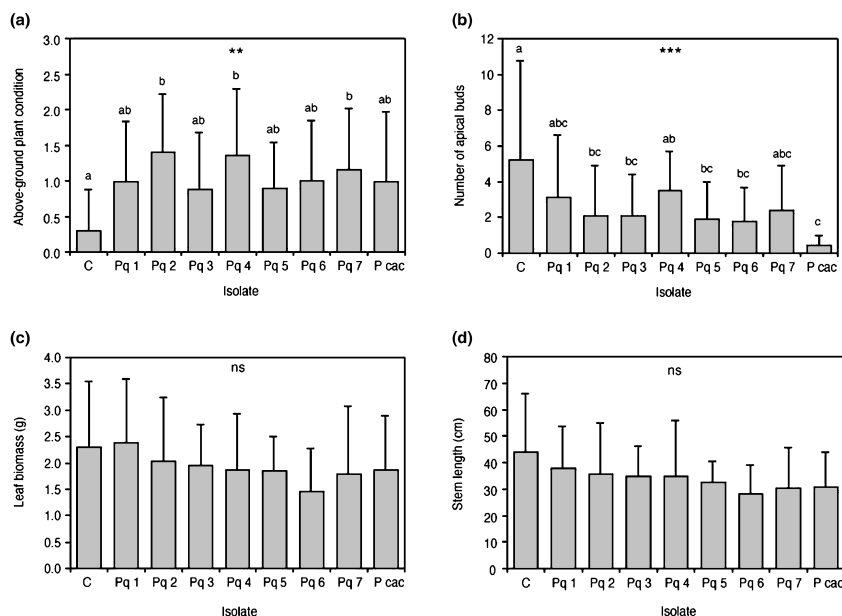 (a)
**
Above-ground plant condition
3.0
2.5
2.0
1.5
1.0
0.5
0.0
a
ab
b
ab
b
ab
ab
b
ab
C Pq 1 Pq 2 Pq 3 Pq 4 Pq 5 Pq 6 Pq 7 P cac
Isolate
(b)
***
Number of apical buds
12
10
8
6
4
2
0
a
abc
bc
bc
ab
bc
bc
abc
c
C Pq 1 Pq 2 Pq 3 Pq 4 Pq 5 Pq 6 Pq 7 P cac
Isolate
(c)
ns
Leaf biomass (g)
4.0
3.5
3.0
2.5
2.0
1.5
1.0
0.5
0.0
C Pq 1 Pq 2 Pq 3 Pq 4 Pq 5 Pq 6 Pq 7 P cac
Isolate
(d)
ns
Stem length (cm)
80
70
60
50
40
30
20
10
0
C Pq 1 Pq 2 Pq 3 Pq 4 Pq 5 Pq 6 Pq 7 P cac
Isolate